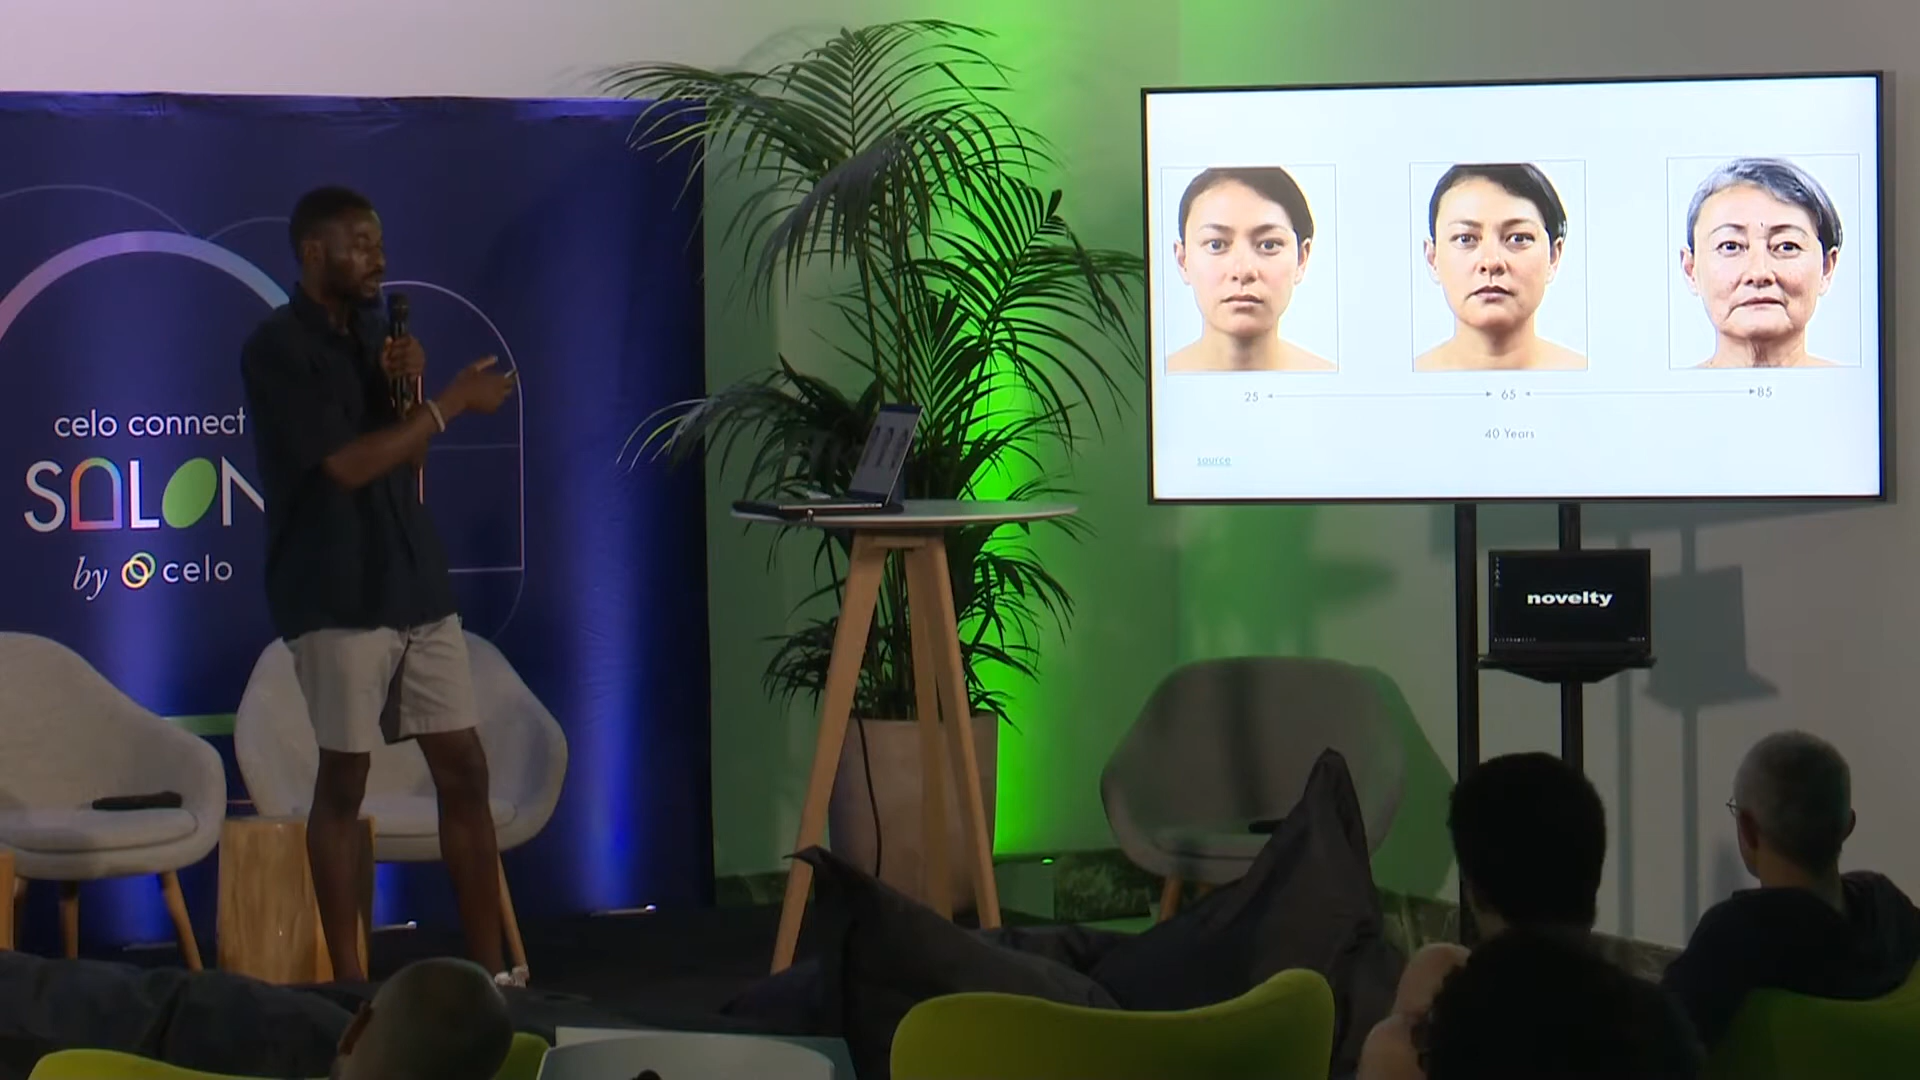 celo connect
SALON
by celo
25
65
85
40 Years
source
novelty